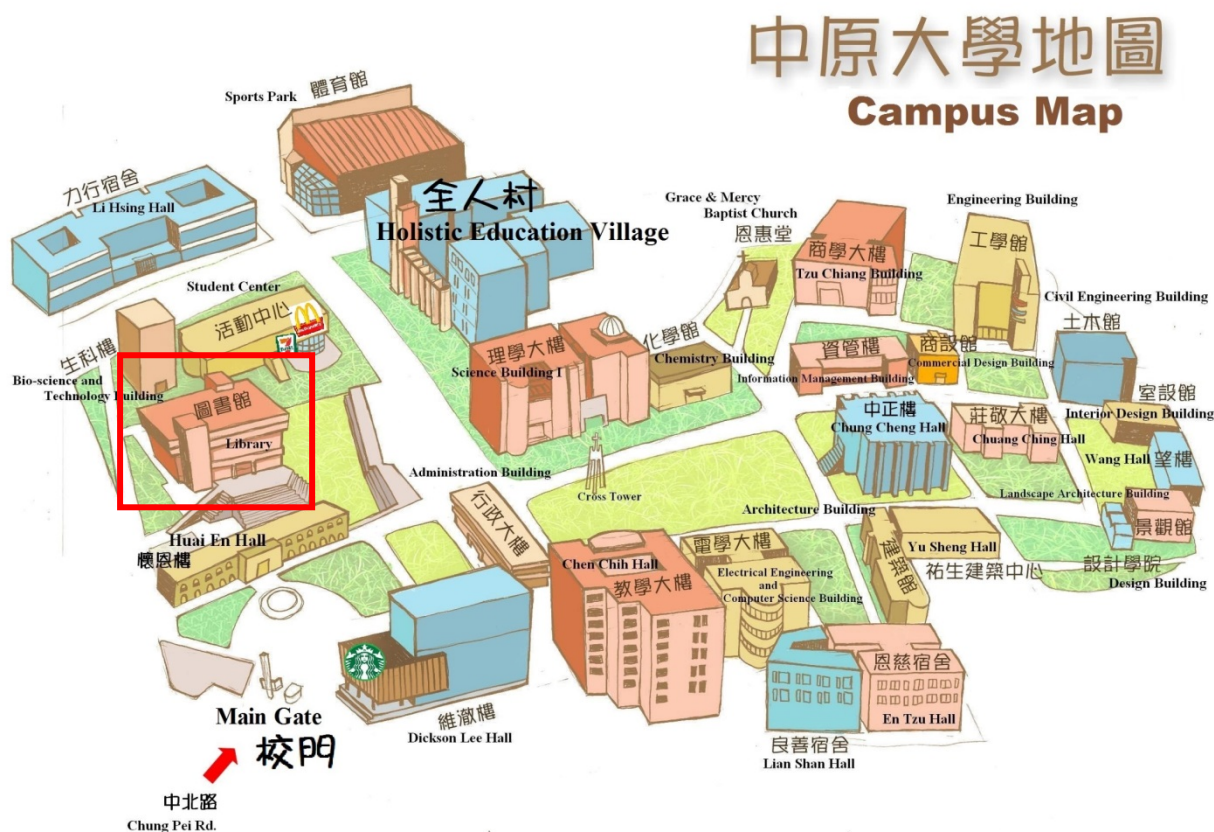 中原大學地圖
Campus Map
體育館
Sports Park
力行宿舍
Li Hsing Hall
全人村
Holistic Education Village
Grace & Mercy
Baptist Church
恩惠堂
商學大樓
Tzu Chiang Building
Engineering Building
工學館
Civil Engineering Building
土木館
Student Center
活動中心
生科樓
Bio-science and
Technology Building
圖書館
Library
理學大樓
Science Building I
化學館
Chemistry Building
資管樓
Information Management Building
商設館
Commercial Design Building
中正樓
Chung Cheng Hall
莊敬大樓
Chuang Ching Hall
室設館
Interior Design Building
Wang Hall
望樓
Landscape Architecture Building
景觀館
設計學院
Design Building
Administration Building
行政大樓
Cross Tower
Architecture Building
建築館
Yu Sheng Hall
祐生建築中心
Huai En Hall
懷恩樓
Chen Chih Hall
教學大樓
電學大樓
Electrical Engineering
and
Computer Science Building
恩慈宿舍
En Tzu Hall
良善宿舍
Lian Shan Hall
維澈樓
Dickson Lee Hall
Main Gate
校門
中北路
Chung Pei Rd.